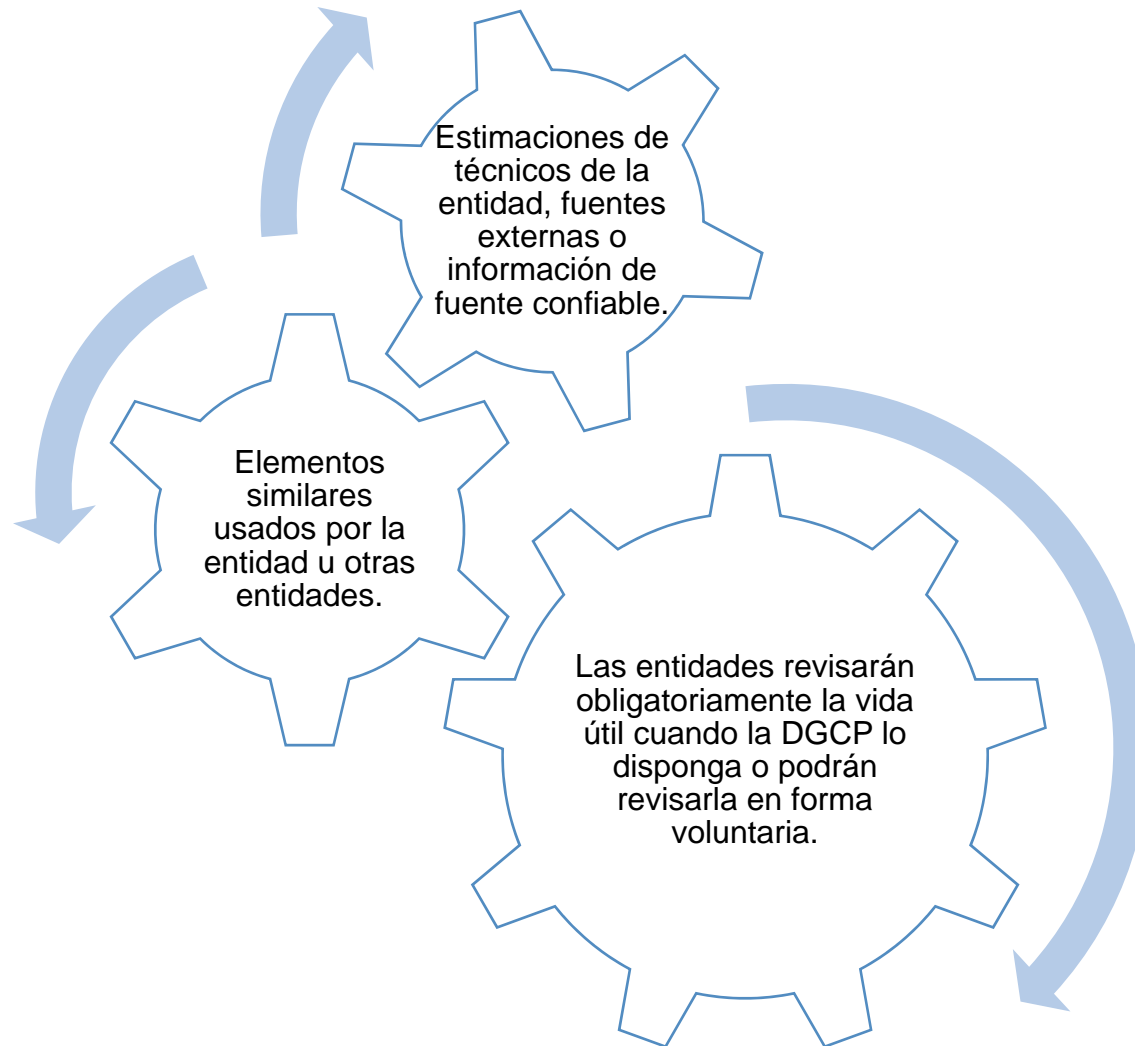 Estimaciones de
técnicos de la
entidad, fuentes
externas o
información de
fuente confiable.
Elementos
similares
usados por la
entidad u otras
entidades.
Las entidades revisarán
obligatoriamente la vida
útil cuando la DGCP lo
disponga o podrán
revisarla en forma
voluntaria.